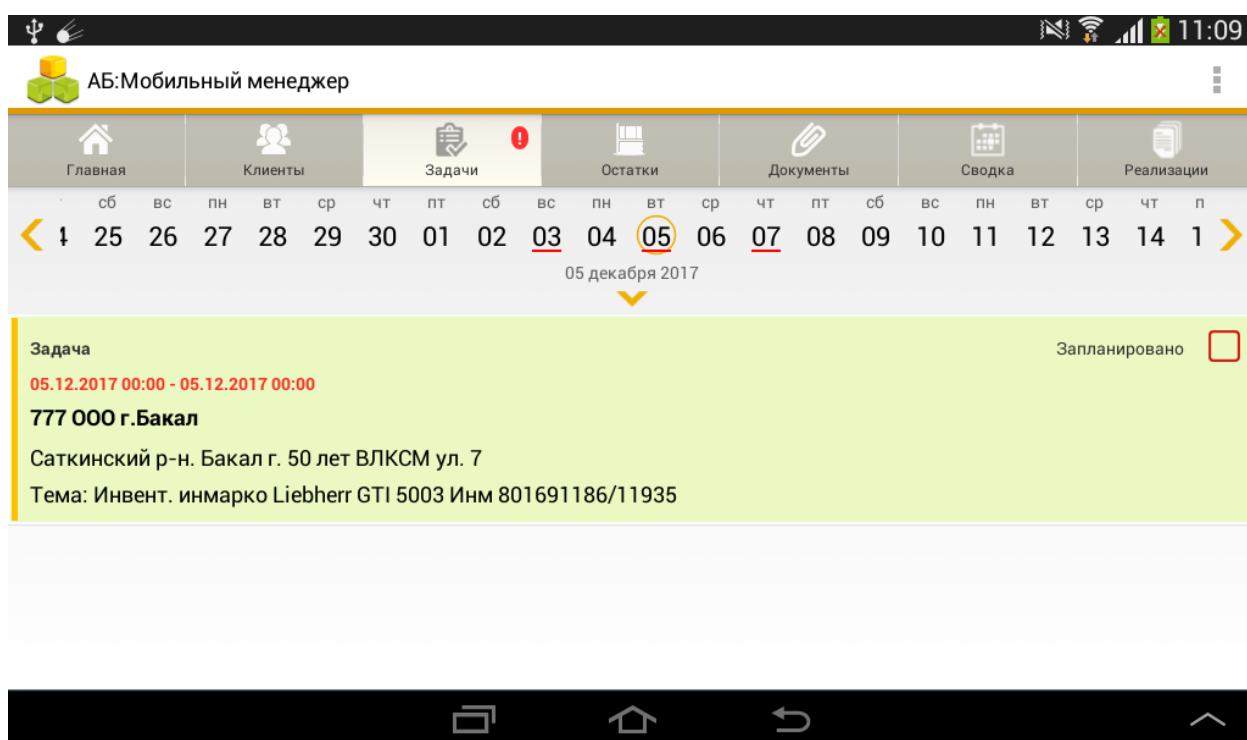 11:09
АБ:Мобильный менеджер
Главная Клиенты Задачи Остатки Документы Сводка Реализации
сб вс пн вт ср чт пт сб вс пн вт ср чт пт сб вс пн вт ср чт п
25 26 27 28 29 30 01 02 03 04 05 06 07 08 09 10 11 12 13 14 1
05 декабря 2017
Задача Запланировано
05.12.2017 00:00 - 05.12.2017 00:00
777 ООО г.Бакал
Саткинский р-н. Бакал г. 50 лет ВЛКСМ ул. 7
Тема: Инвент. инмарко Liebherr GTI 5003 Инм 801691186/11935